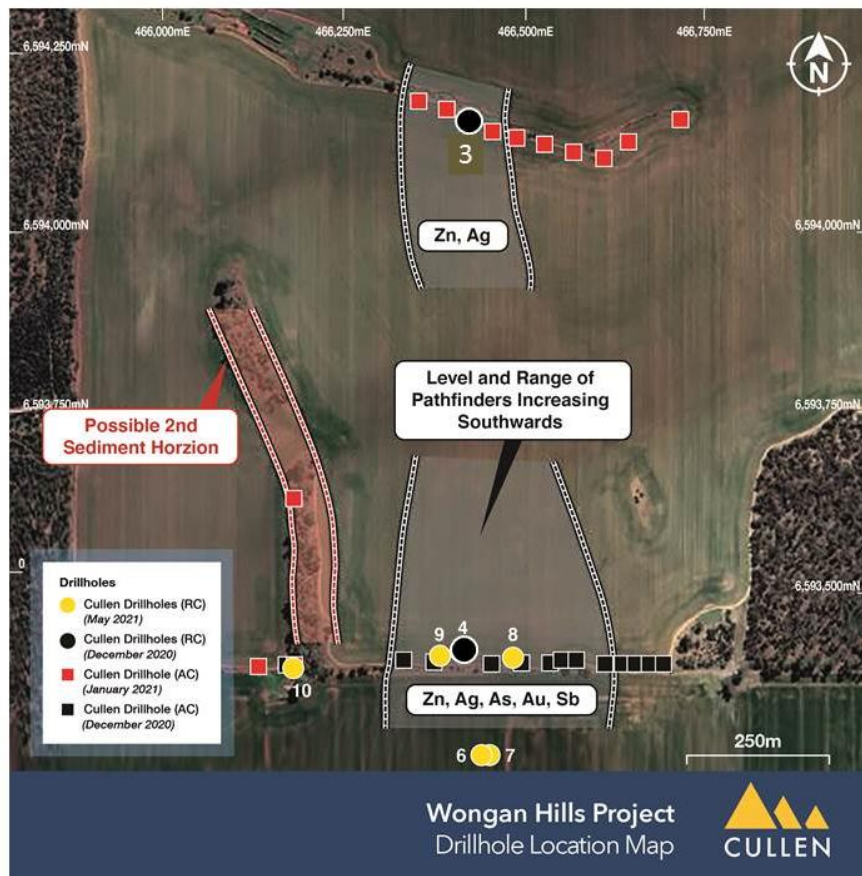 466,000mE
466,250mE
466,500mE
466,750mE
6,594,250mN
N
3
6,594,000mN
Zn, Ag
6,594,000mN
6,593,750mN
Level and Range of
Pathfinders Increasing
Southwards
6,593,750mN
Possible 2nd
Sediment Horzion
0
6,593,500mN
Drillholes
Cullen Drillholes (RC)
(May 2021)
Cullen Drillholes (RC)
(December 2020)
Cullen Drillhole (AC)
(January 2021)
Cullen Drillhole (AC)
(December 2020)
9
4
8
10
Zn, Ag, As, Au, Sb
6
7
250m
Wongan Hills Project
Drillhole Location Map
CULLEN